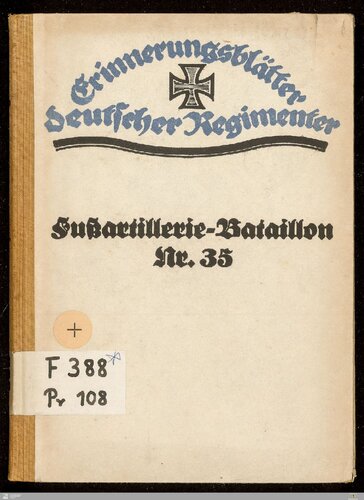 Erinnerungsblätter
deutscher Regimenter
Fußartillerie-Bataillon
Nr. 35
F 388*
Pr 108